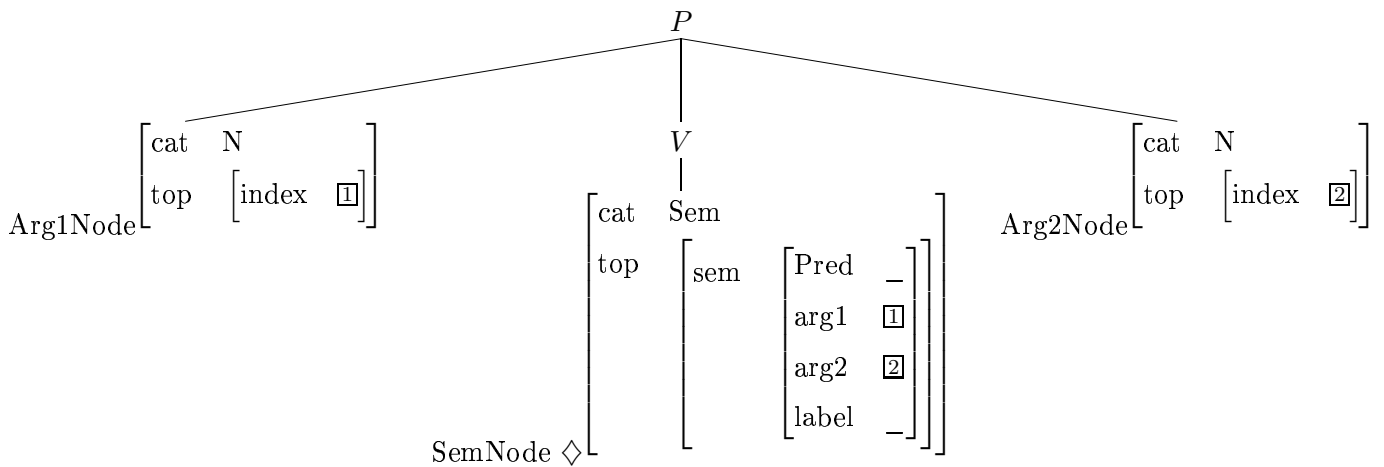 P
cat N
V
cat N
top [index 1]
top [index 2]
Arg1Node
Arg2Node
cat Sem
top
sem
Pred _
arg1 1
arg2 2
label _
SemNode ◇